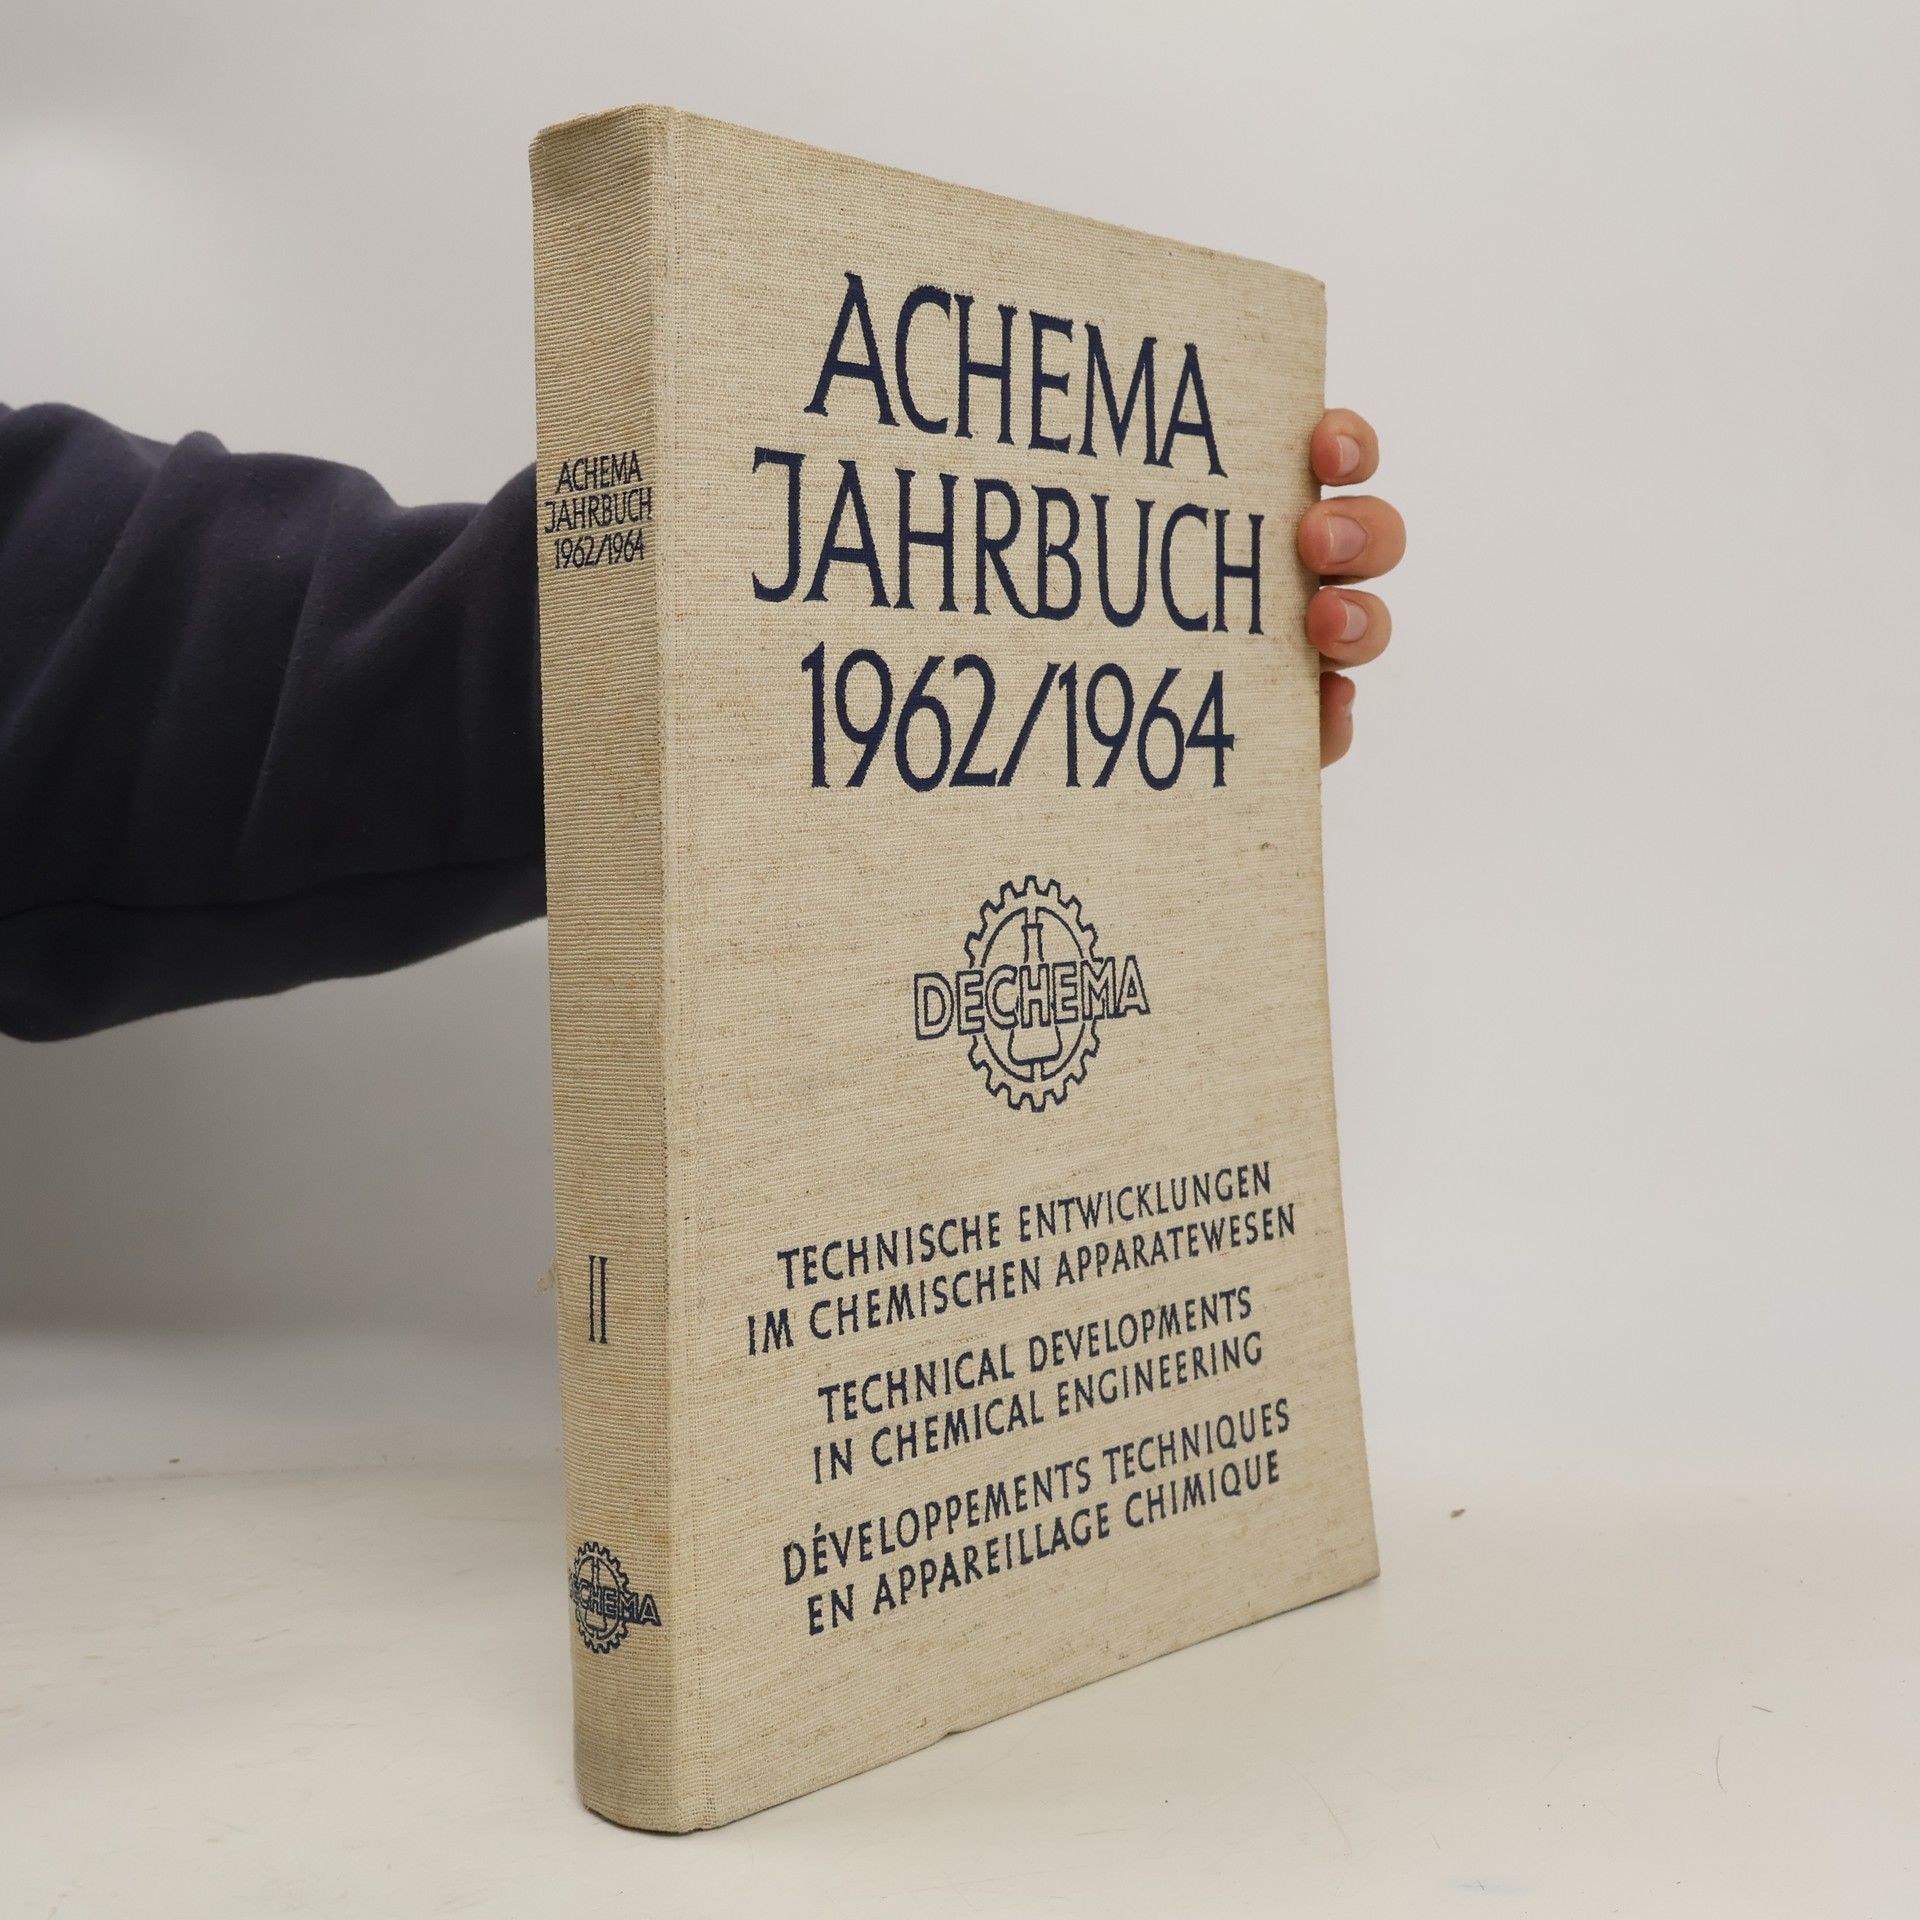 ACHEMA
JAHRBUCH
1962/1964
II
DECHEMA
ACHEMA
JAHRBUCH
1962/1964
DECHEMA
TECHNISCHE ENTWICKLUNGEN
IM CHEMISCHEN APPARATEWESEN
TECHNICAL DEVELOPMENTS
IN CHEMICAL ENGINEERING
DÉVELOPPEMENTS TECHNIQUES
EN APPAREILLAGE CHIMIQUE